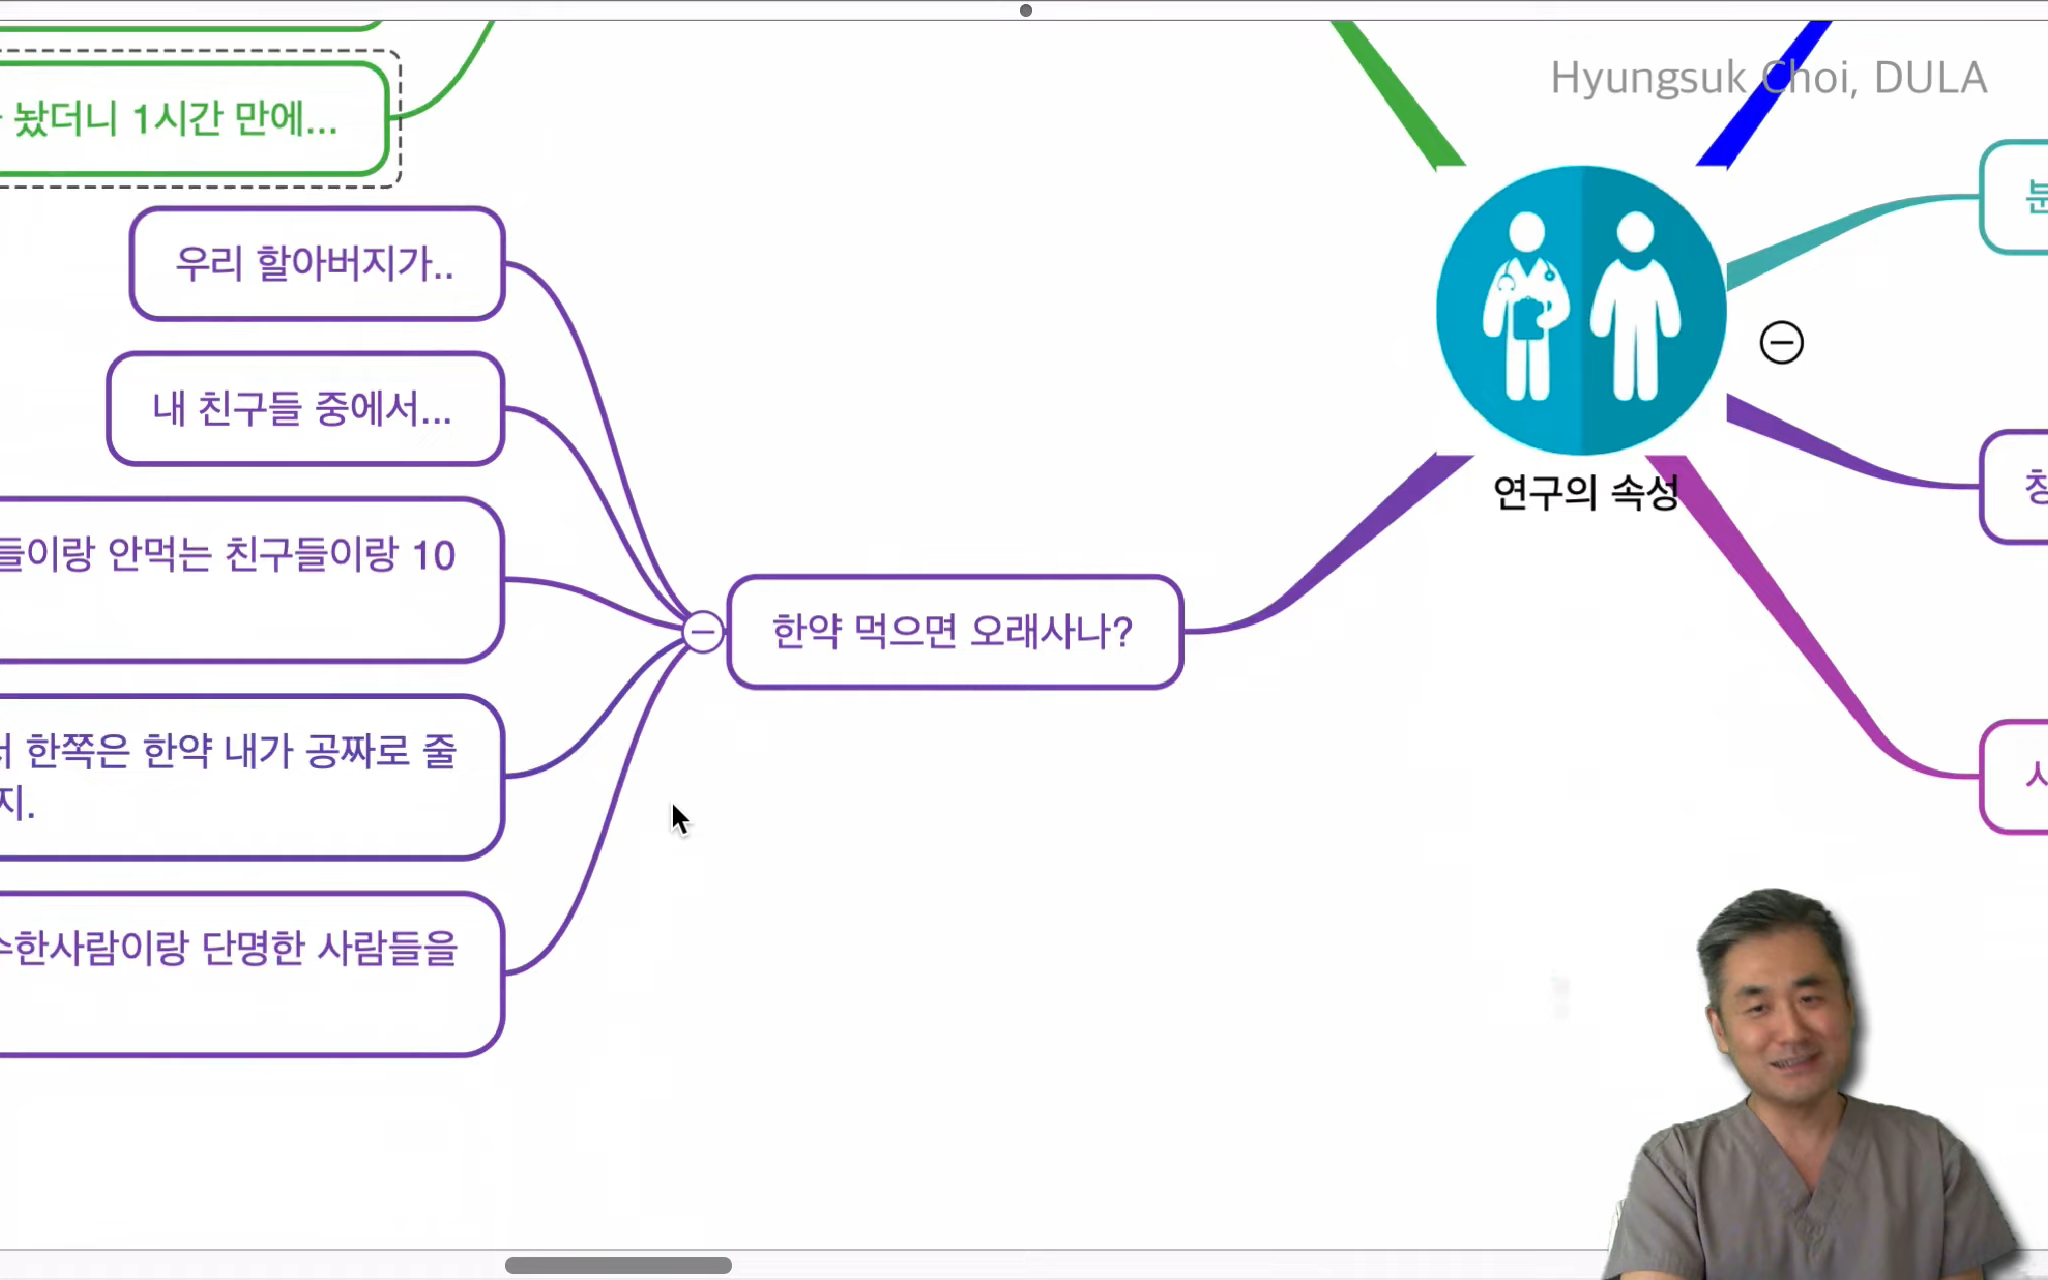 Hyungsuk Choi, DULA
놨더니 1시간 만에...
우리 할아버지가..
내 친구들 중에서...
들이랑 안먹는 친구들이랑 10
한쪽은 한약 내가 공짜로 줄
지.
수한사람이랑 단명한 사람들을
한약 먹으면 오래사나?
연구의 속성